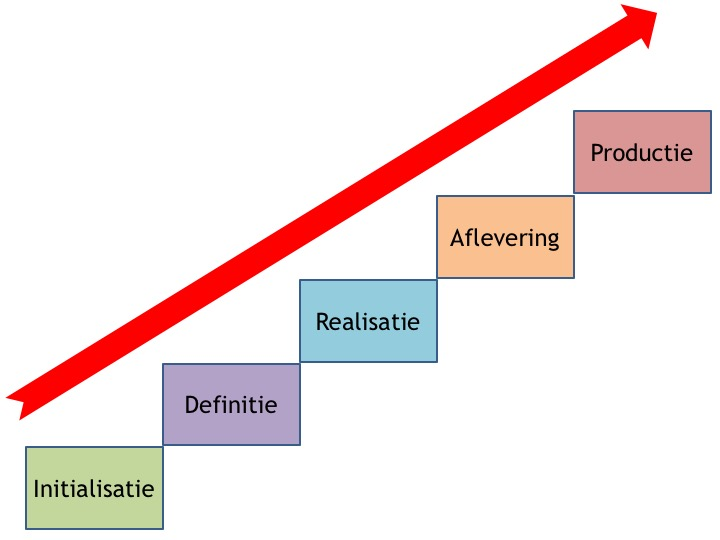 Productie
Aflevering
Realisatie
Definitie
Initialisatie